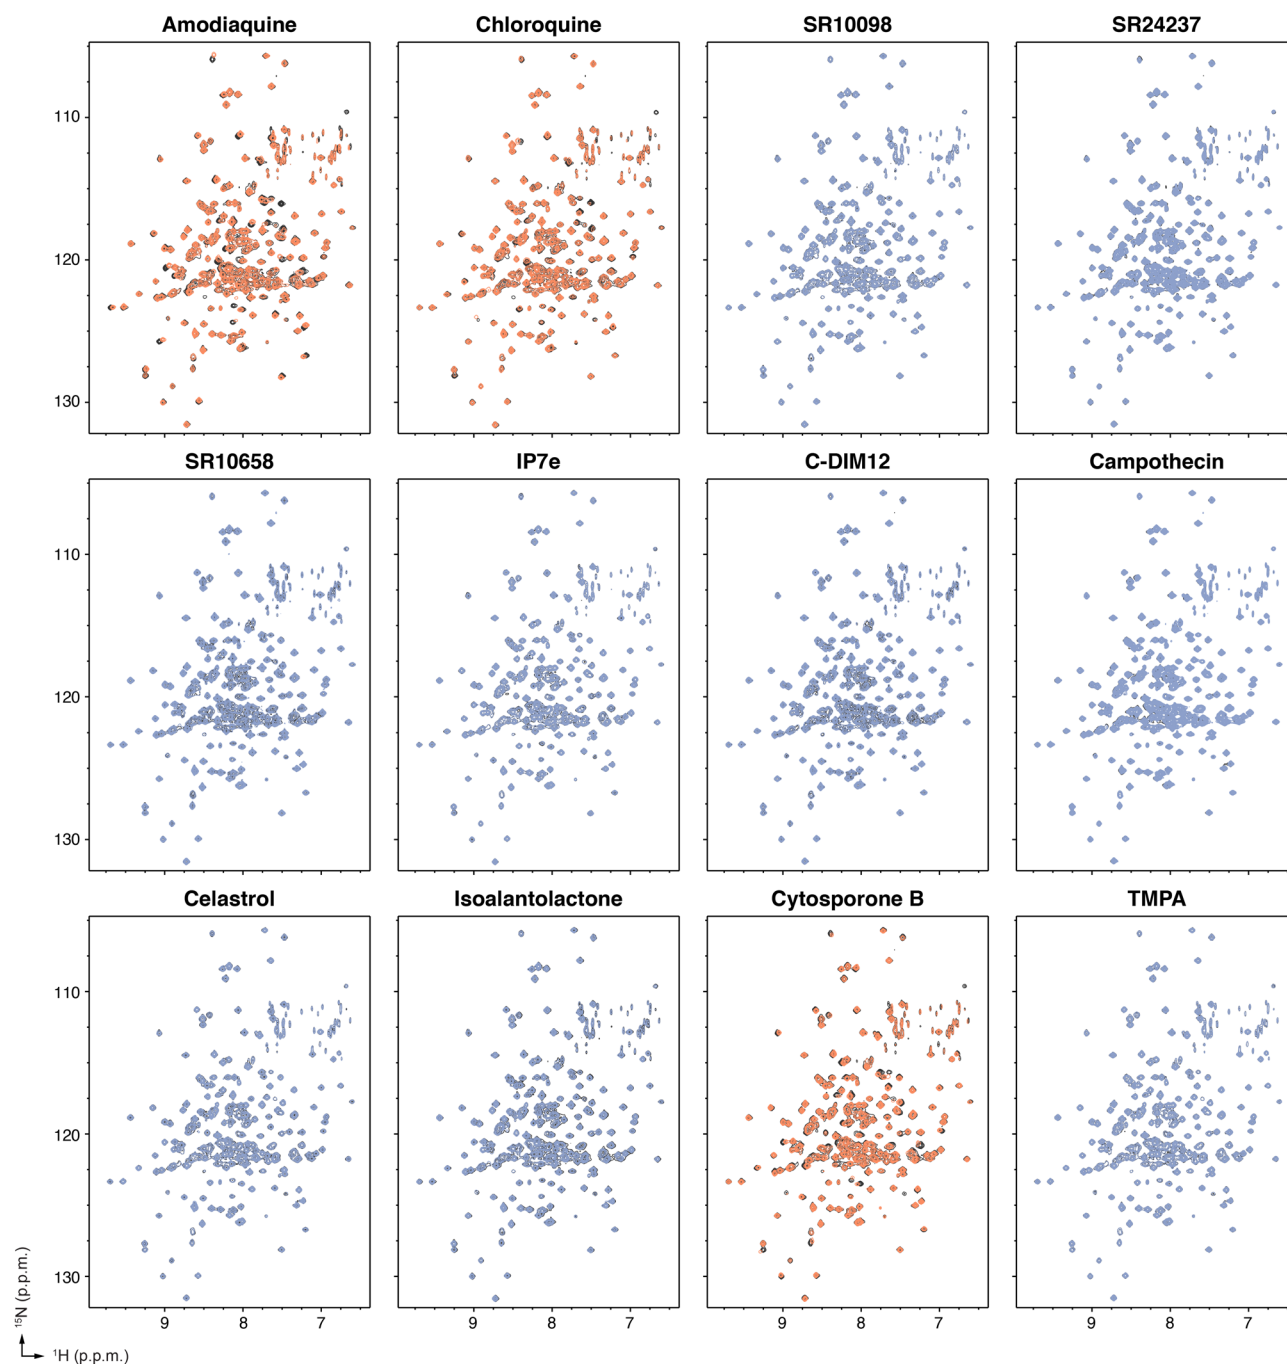 Amodiaquine
Chloroquine
SR10098
SR24237
110
120
130
SR10658
IP7e
C-DIM12
Campothecin
110
120
130
Celastrol
Isoalantolactone
Cytosporone B
TMPA
110
120
130
9 8 7
9 8 7
9 8 7
9 8 7
15N (p.p.m.)
1H (p.p.m.)